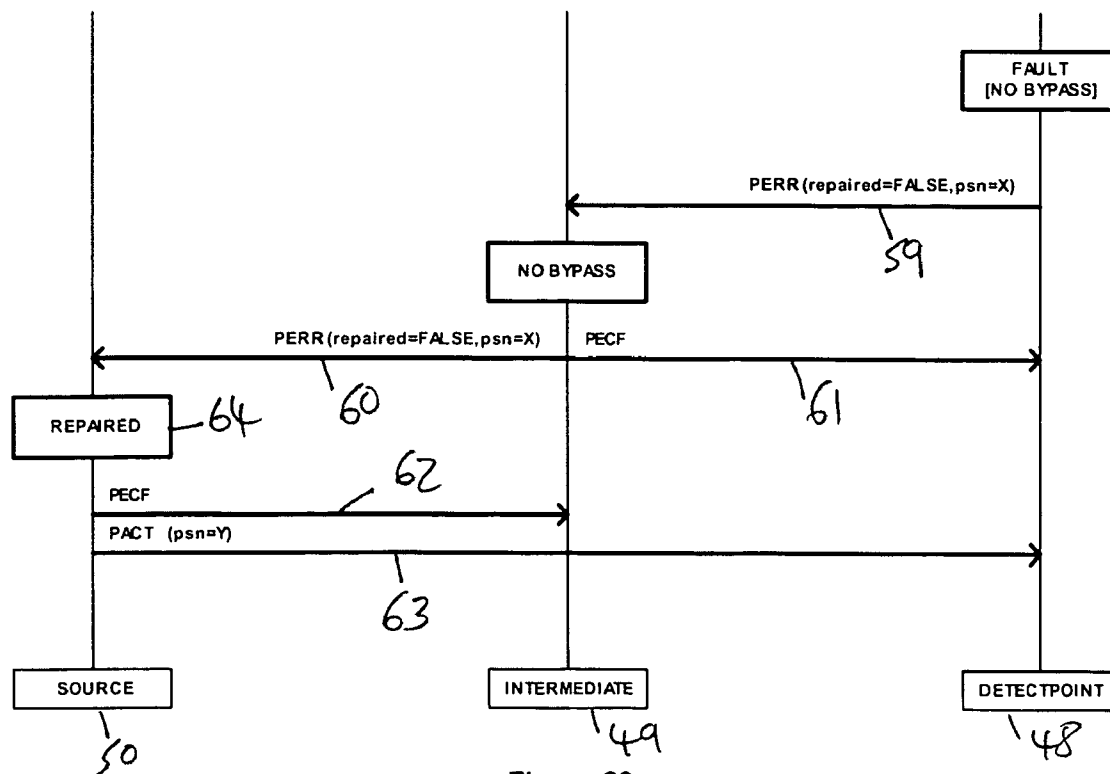 FAULT
[NO BYPASS]
PERR(repaired=FALSE,psn=X)
59
NO BYPASS
PERR(repaired=FALSE,psn=X) PECF
60 61
REPAIRED 64
62
PECF
PACT (psn=Y)
63
SOURCE INTERMEDIATE DETECTPOINT
50 49 48